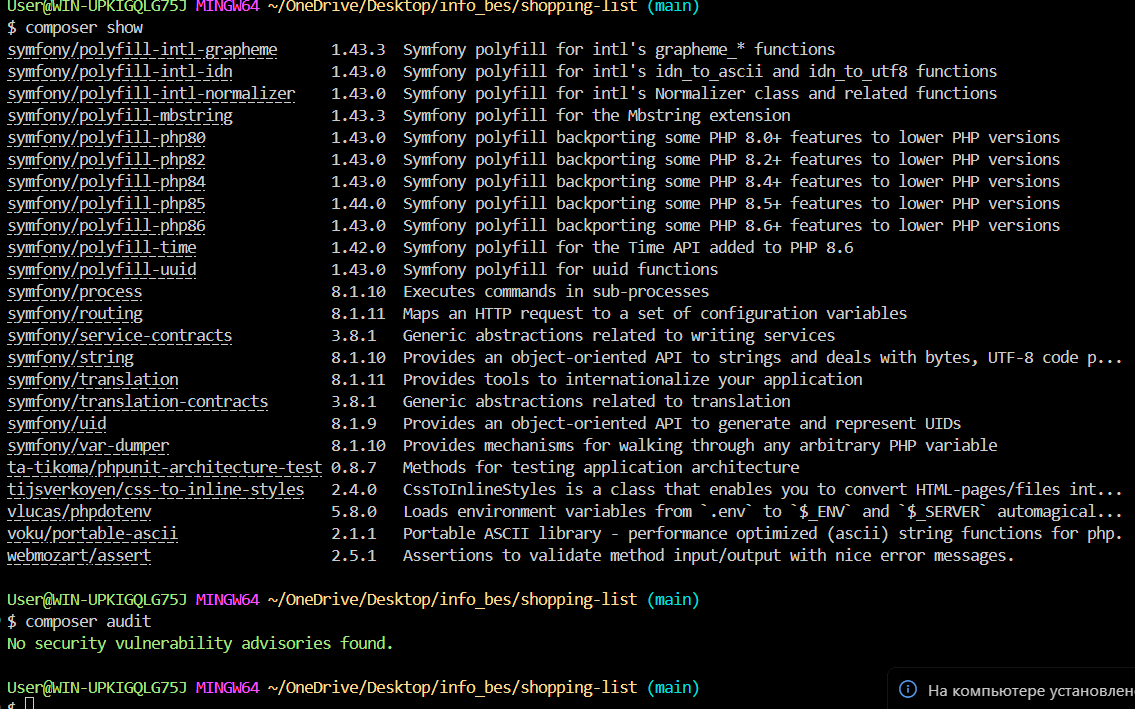 User@WIN-UPKIGQLG75J MINGW64 ~/OneDrive/Desktop/info_bes/shopping-list (main)
$ composer show
symfony/polyfill-intl-grapheme 1.43.3 Symfony polyfill for intl's grapheme_* functions
symfony/polyfill-intl-idn 1.43.0 Symfony polyfill for intl's idn_to_ascii and idn_to_utf8 functions
symfony/polyfill-intl-normalizer 1.43.0 Symfony polyfill for intl's Normalizer class and related functions
symfony/polyfill-mbstring 1.43.3 Symfony polyfill for the Mbstring extension
symfony/polyfill-php80 1.43.0 Symfony polyfill backporting some PHP 8.0+ features to lower PHP versions
symfony/polyfill-php82 1.43.0 Symfony polyfill backporting some PHP 8.2+ features to lower PHP versions
symfony/polyfill-php84 1.43.0 Symfony polyfill backporting some PHP 8.4+ features to lower PHP versions
symfony/polyfill-php85 1.44.0 Symfony polyfill backporting some PHP 8.5+ features to lower PHP versions
symfony/polyfill-php86 1.43.0 Symfony polyfill backporting some PHP 8.6+ features to lower PHP versions
symfony/polyfill-time 1.42.0 Symfony polyfill for the Time API added to PHP 8.6
symfony/polyfill-uuid 1.43.0 Symfony polyfill for uuid functions
symfony/process 8.1.10 Executes commands in sub-processes
symfony/routing 8.1.11 Maps an HTTP request to a set of configuration variables
symfony/service-contracts 3.8.1 Generic abstractions related to writing services
symfony/string 8.1.10 Provides an object-oriented API to strings and deals with bytes, UTF-8 code p...
symfony/translation 8.1.11 Provides tools to internationalize your application
symfony/translation-contracts 3.8.1 Generic abstractions related to translation
symfony/uid 8.1.9 Provides an object-oriented API to generate and represent UIDs
symfony/var-dumper 8.1.10 Provides mechanisms for walking through any arbitrary PHP variable
ta-tikoma/phpunit-architecture-test 0.8.7 Methods for testing application architecture
tijsverkoyen/css-to-inline-styles 2.4.0 CssToInlineStyles is a class that enables you to convert HTML-pages/files int...
vlucas/phpdotenv 5.8.0 Loads environment variables from `.env` to `$_ENV` and `$_SERVER` automagical...
voku/portable-ascii 2.1.1 Portable ASCII library - performance optimized (ascii) string functions for php.
webmozart/assert 2.5.1 Assertions to validate method input/output with nice error messages.
User@WIN-UPKIGQLG75J MINGW64 ~/OneDrive/Desktop/info_bes/shopping-list (main)
$ composer audit
No security vulnerability advisories found.
User@WIN-UPKIGQLG75J MINGW64 ~/OneDrive/Desktop/info_bes/shopping-list (main)
$
На компьютере установлен